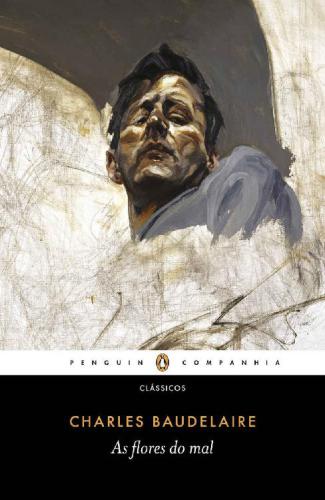 PENGUIN COMPANHIA
CLÁSSICOS
CHARLES BAUDELAIRE
As flores do mal